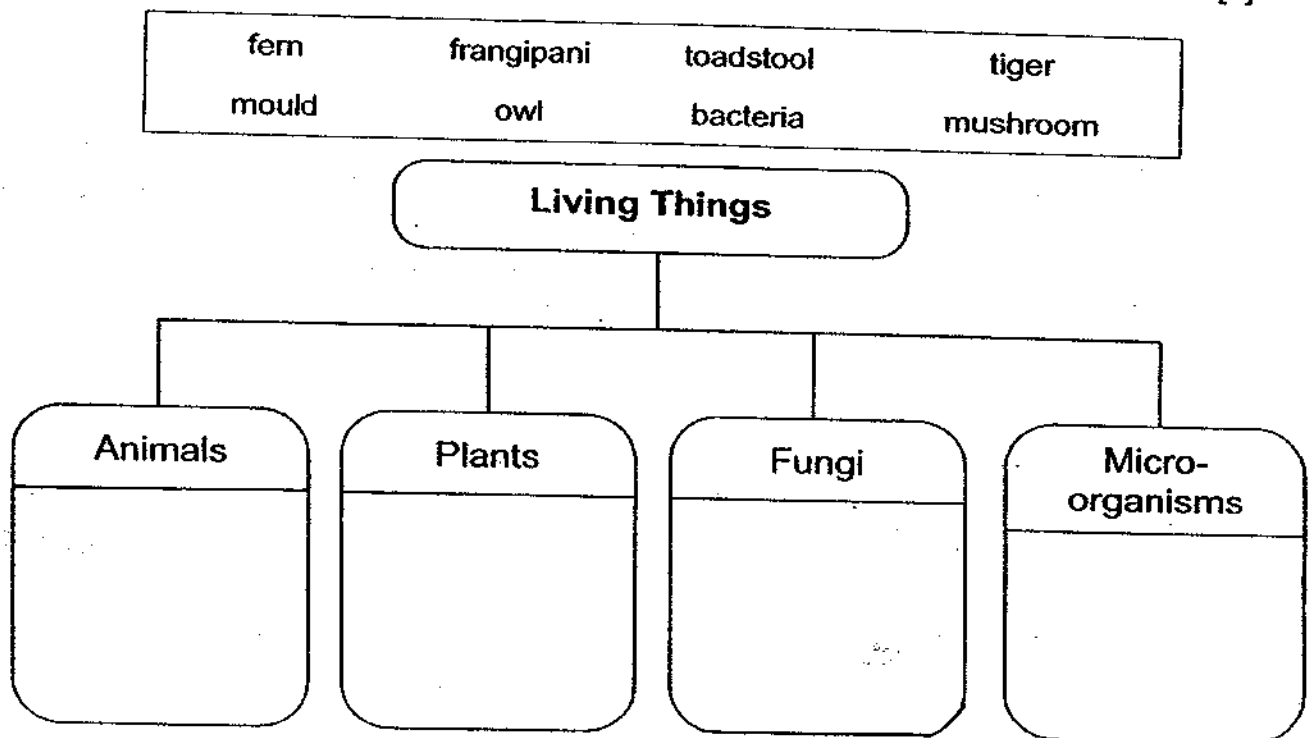 fern frangipani toadstool tiger
mould owl bacteria mushroom
Living Things
Animals Plants Fungi Micro-
organisms